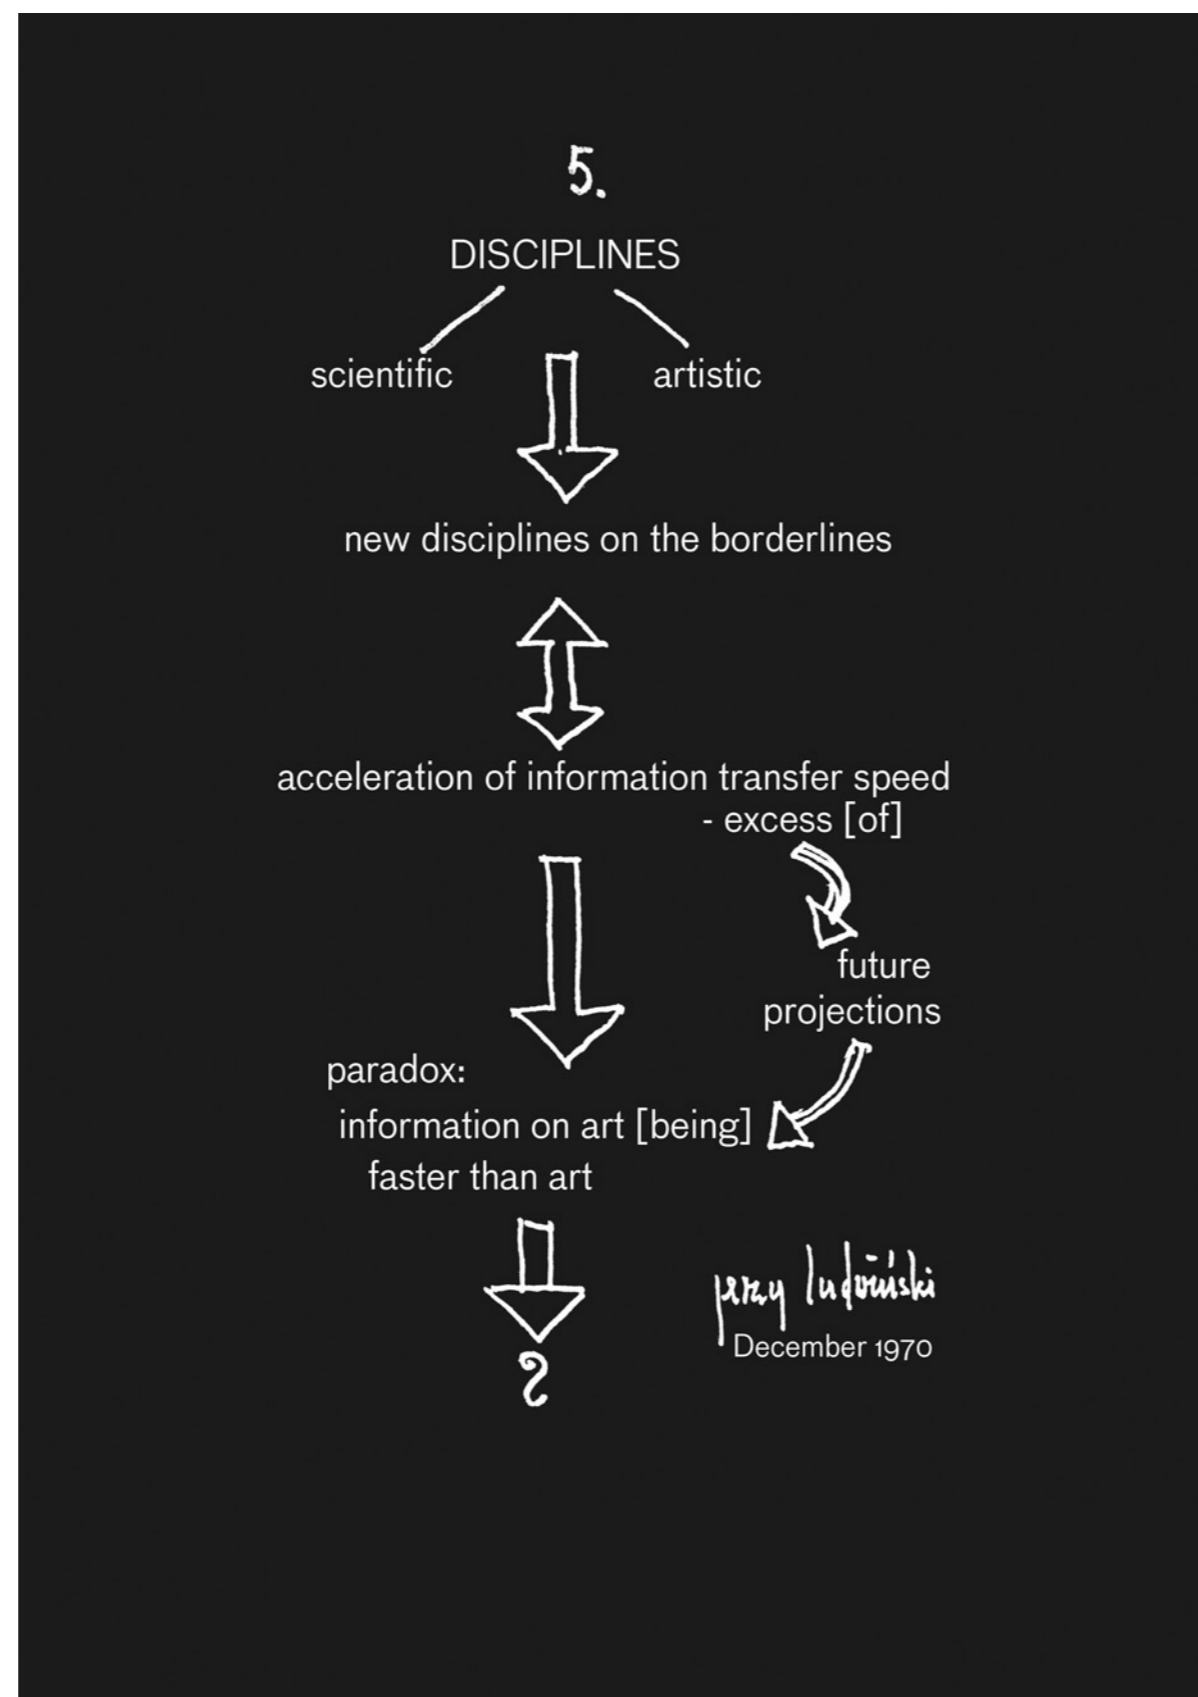 5.
DISCIPLINES
scientific artistic
new disciplines on the borderlines
acceleration of information transfer speed
- excess [of]
future
projections
paradox:
information on art [being]
faster than art
?
jerzy ludwiński
December 1970